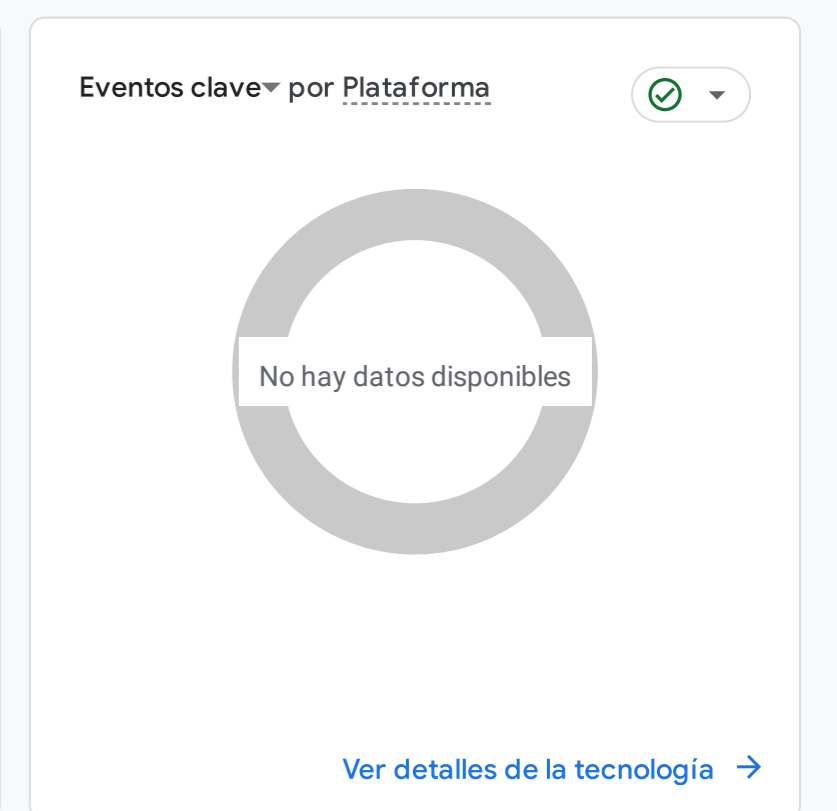 Eventos clave por Plataforma
No hay datos disponibles
Ver detalles de la tecnología